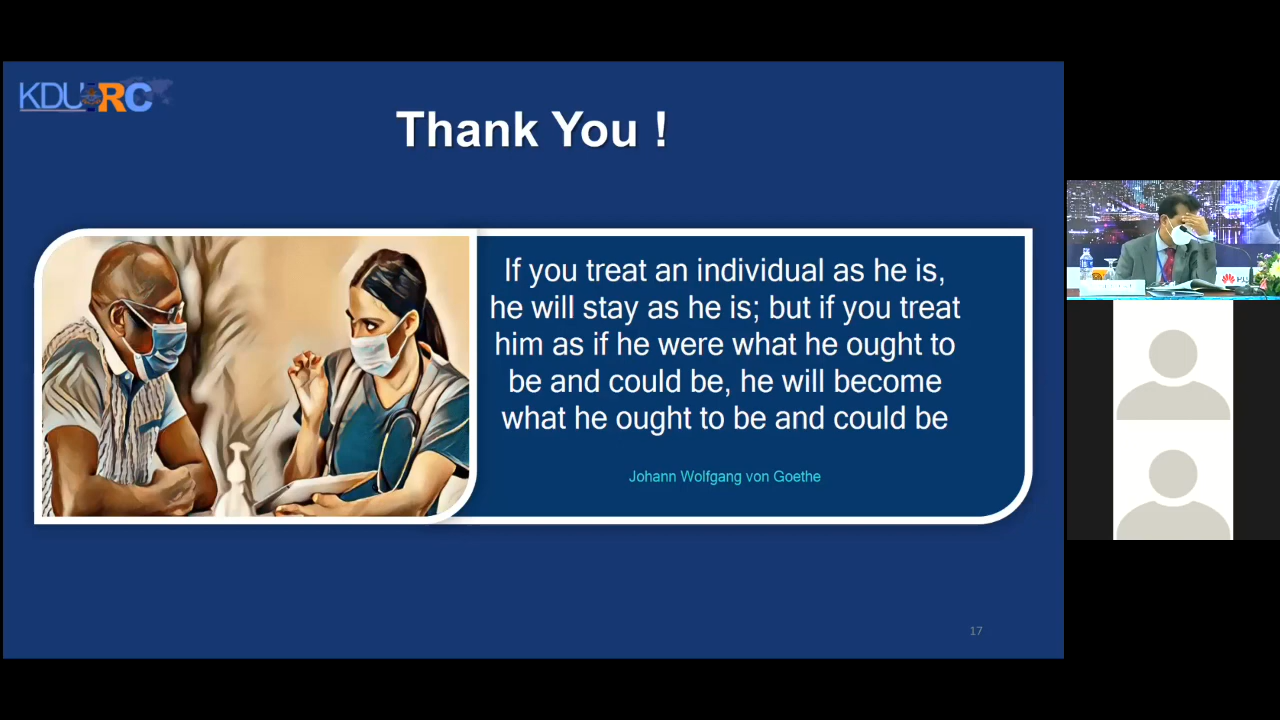 KDU RC
Thank You !
If you treat an individual as he is,
he will stay as he is; but if you treat
him as if he were what he ought to
be and could be, he will become
what he ought to be and could be
Johann Wolfgang von Goethe
17